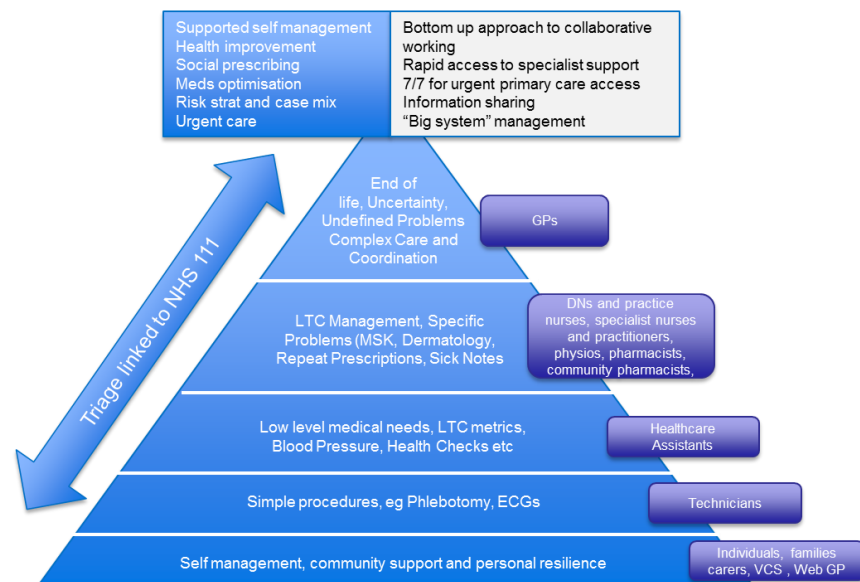 Supported self management
Health improvement
Social prescribing
Meds optimisation
Risk strat and case mix
Urgent care
Bottom up approach to collaborative
working
Rapid access to specialist support
7/7 for urgent primary care access
Information sharing
“Big system” management
Triage linked to NHS 111
End of
life, Uncertainty,
Undefined Problems
Complex Care and
Coordination
GPs
LTC Management, Specific
Problems (MSK, Dermatology,
Repeat Prescriptions, Sick Notes
DNs and practice
nurses, specialist nurses
and practitioners,
physios, pharmacists,
community pharmacists,
Low level medical needs, LTC metrics,
Blood Pressure, Health Checks etc
Healthcare
Assistants
Simple procedures, eg Phlebotomy, ECGs
Technicians
Self management, community support and personal resilience
Individuals, families
carers, VCS , Web GP